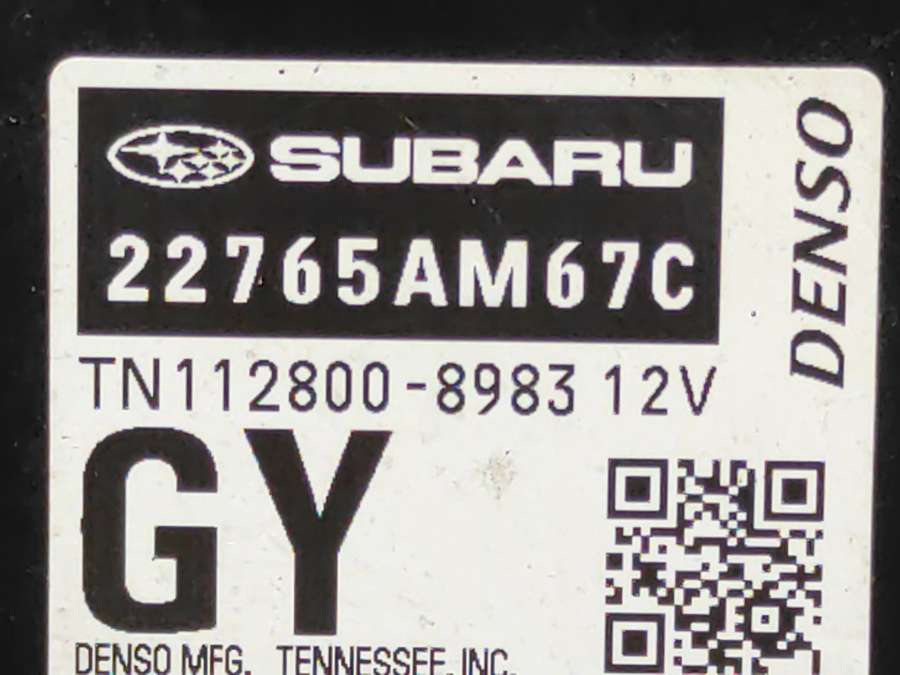 SUBARU
22765AM67C
DENSO
TN112800-8983 12V
GY
DENSO MFG. TENNESSEE, INC.